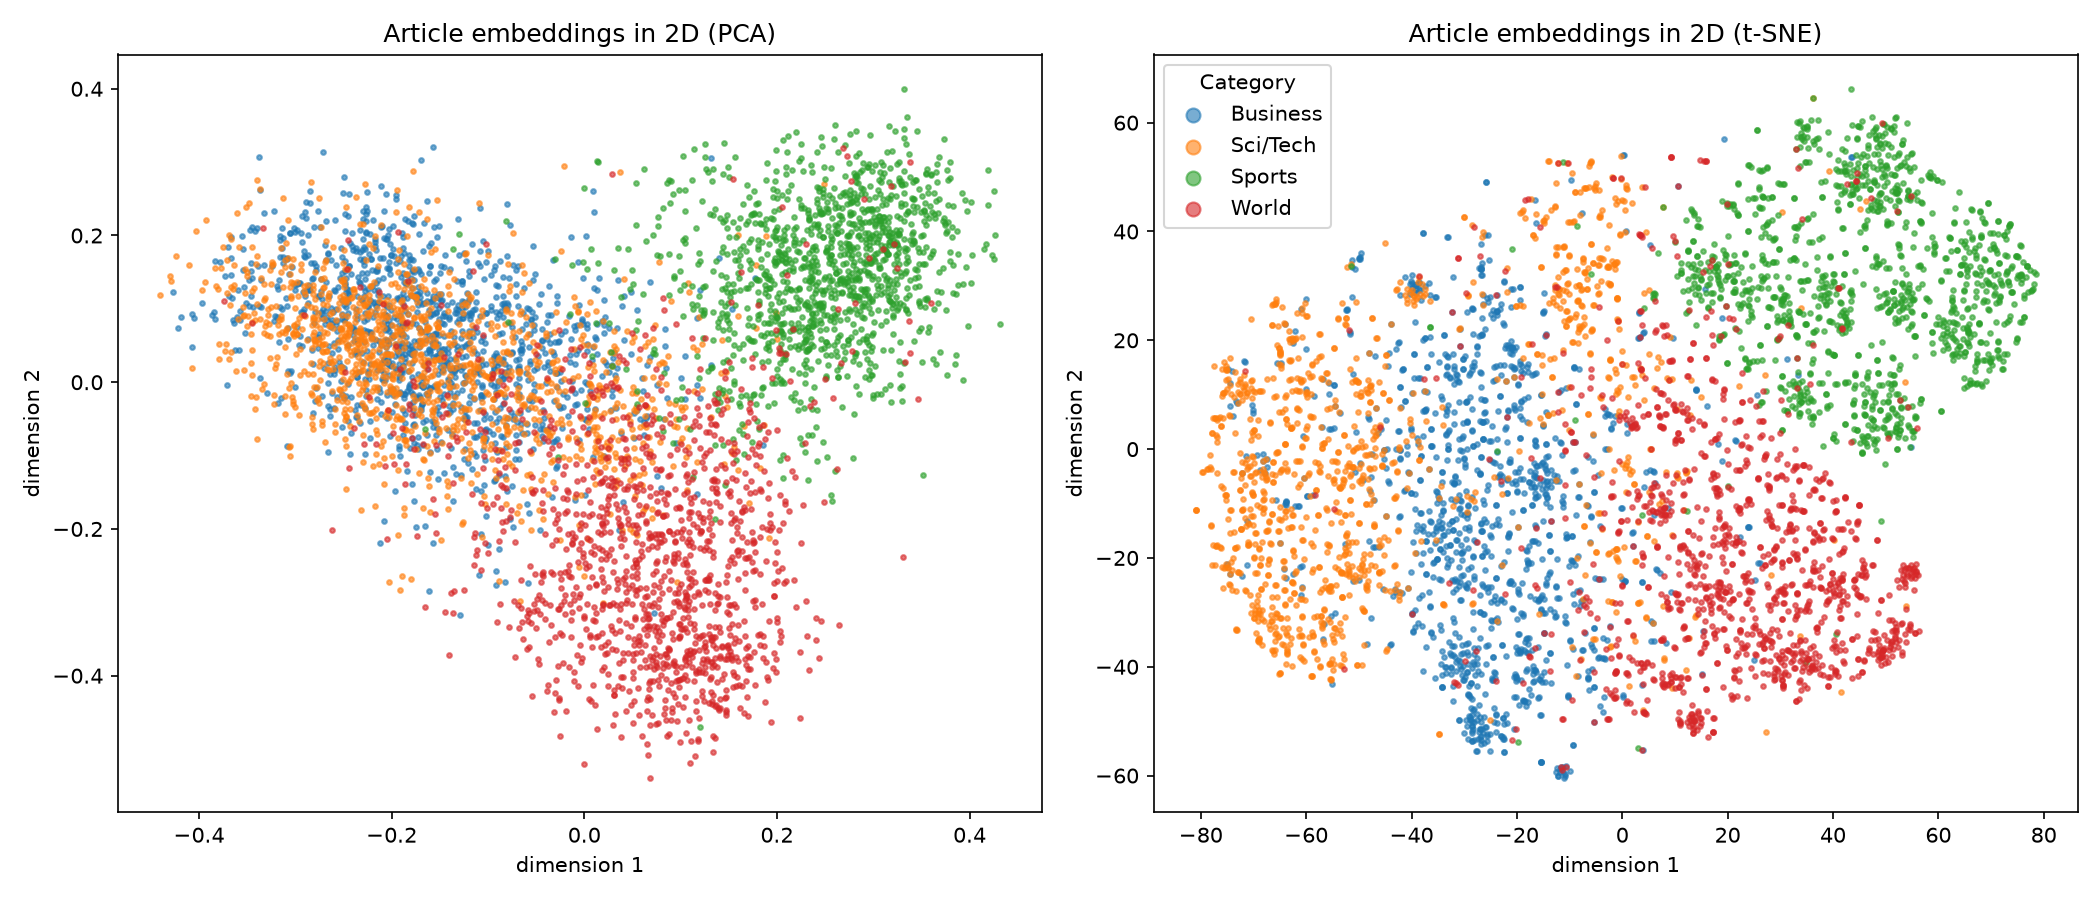 Article embeddings in 2D (PCA)
0.4
0.2
0.0
−0.2
−0.4
dimension 2
−0.4
−0.2
0.0
0.2
0.4
dimension 1
Article embeddings in 2D (t-SNE)
Category
Business
Sci/Tech
Sports
World
60
40
20
0
−20
−40
−60
dimension 2
−80
−60
−40
−20
0
20
40
60
80
dimension 1